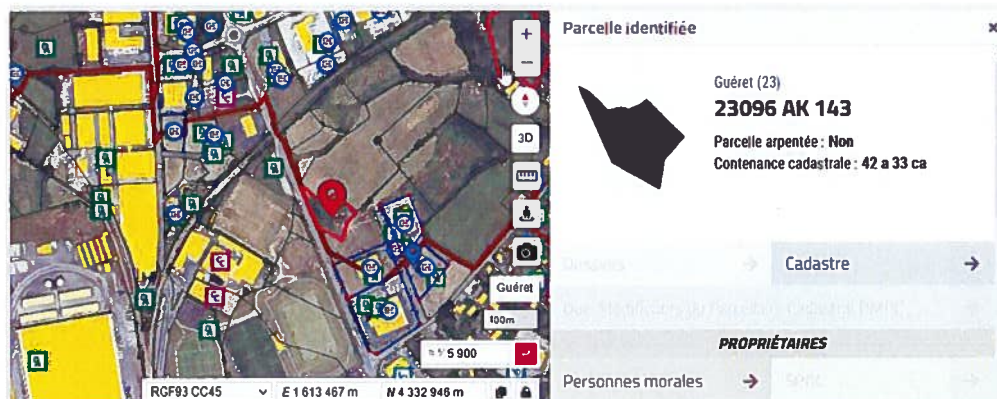 Parcelle identifiée
×
Guéret (23)
23096 AK 143
Parcelle arpentée : Non
Contenance cadastrale : 42 a 33 ca
Cadastre →
PROPRIÉTAIRES
Personnes morales →
+
−
3D
Guéret
100m
5 900
RGF93 CC45
E 1 613 467 m
N 4 332 946 m